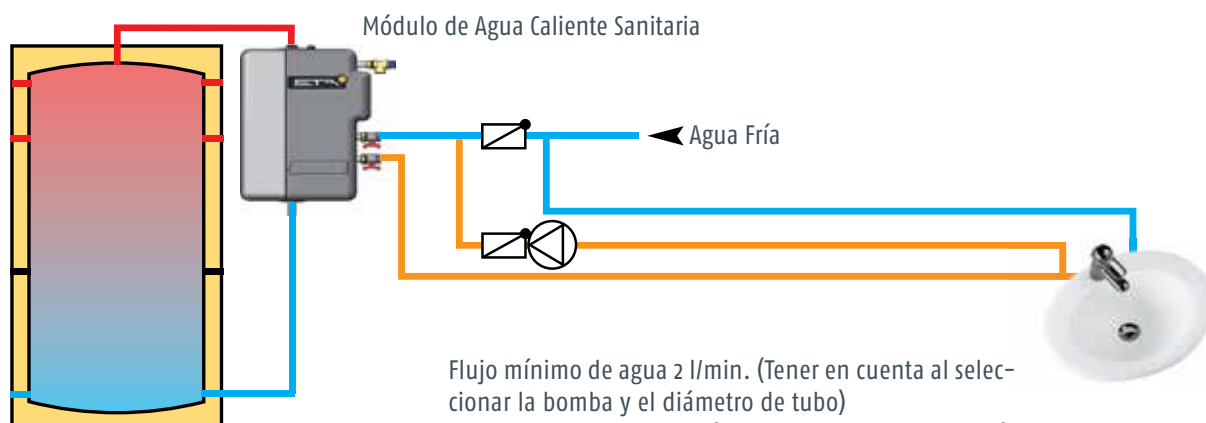 Módulo de Agua Caliente Sanitaria
ETA
Agua Fría
Flujo mínimo de agua 2 l/min. (Tener en cuenta al selec-
cionar la bomba y el diámetro de tubo)